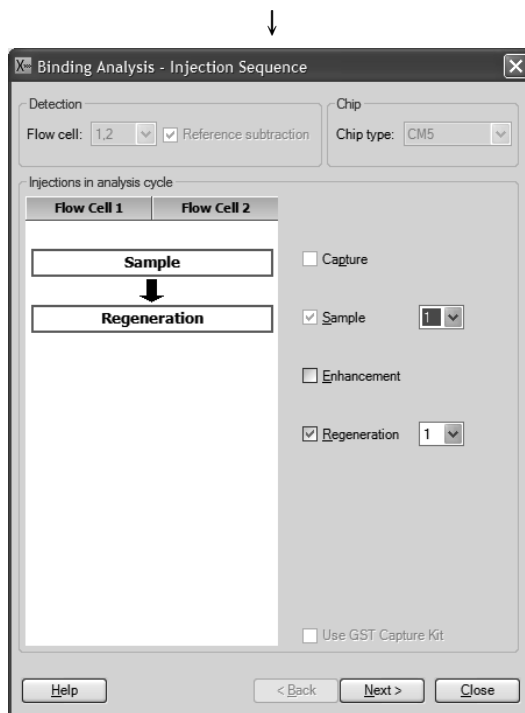 ↓
Binding Analysis - Injection Sequence
Detection
Flow cell: 1,2 Reference subtraction
Chip
Chip type: CM5
Injections in analysis cycle
Flow Cell 1 Flow Cell 2
Sample
Regeneration
Capture
Sample 1
Enhancement
Regeneration 1
Use GST Capture Kit
Help < Back Next > Close